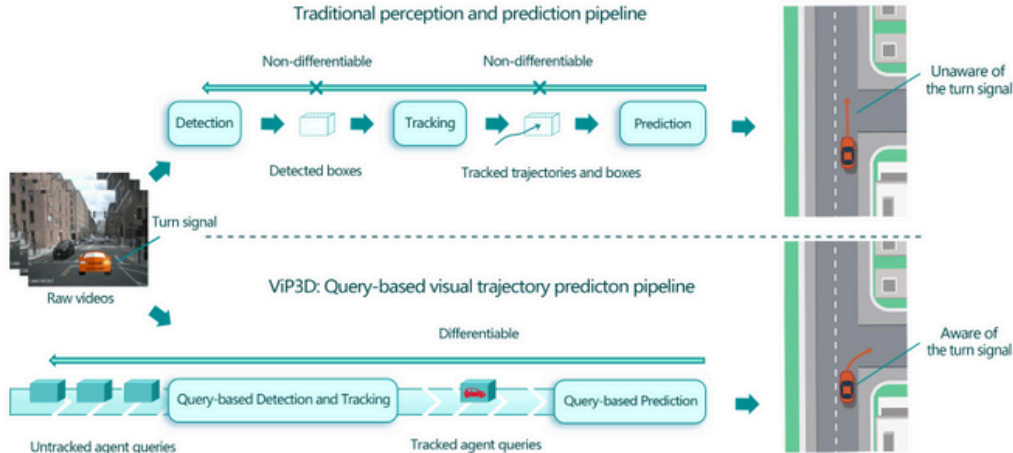 Traditional perception and prediction pipeline
Non-differentiable
Non-differentiable
Detection
Tracking
Prediction
Detected boxes
Tracked trajectories and boxes
Unaware of
the turn signal
Turn signal
Raw videos
ViP3D: Query-based visual trajectory predicton pipeline
Differentiable
Query-based Detection and Tracking
Query-based Prediction
Untracked agent queries
Tracked agent queries
Aware of
the turn signal